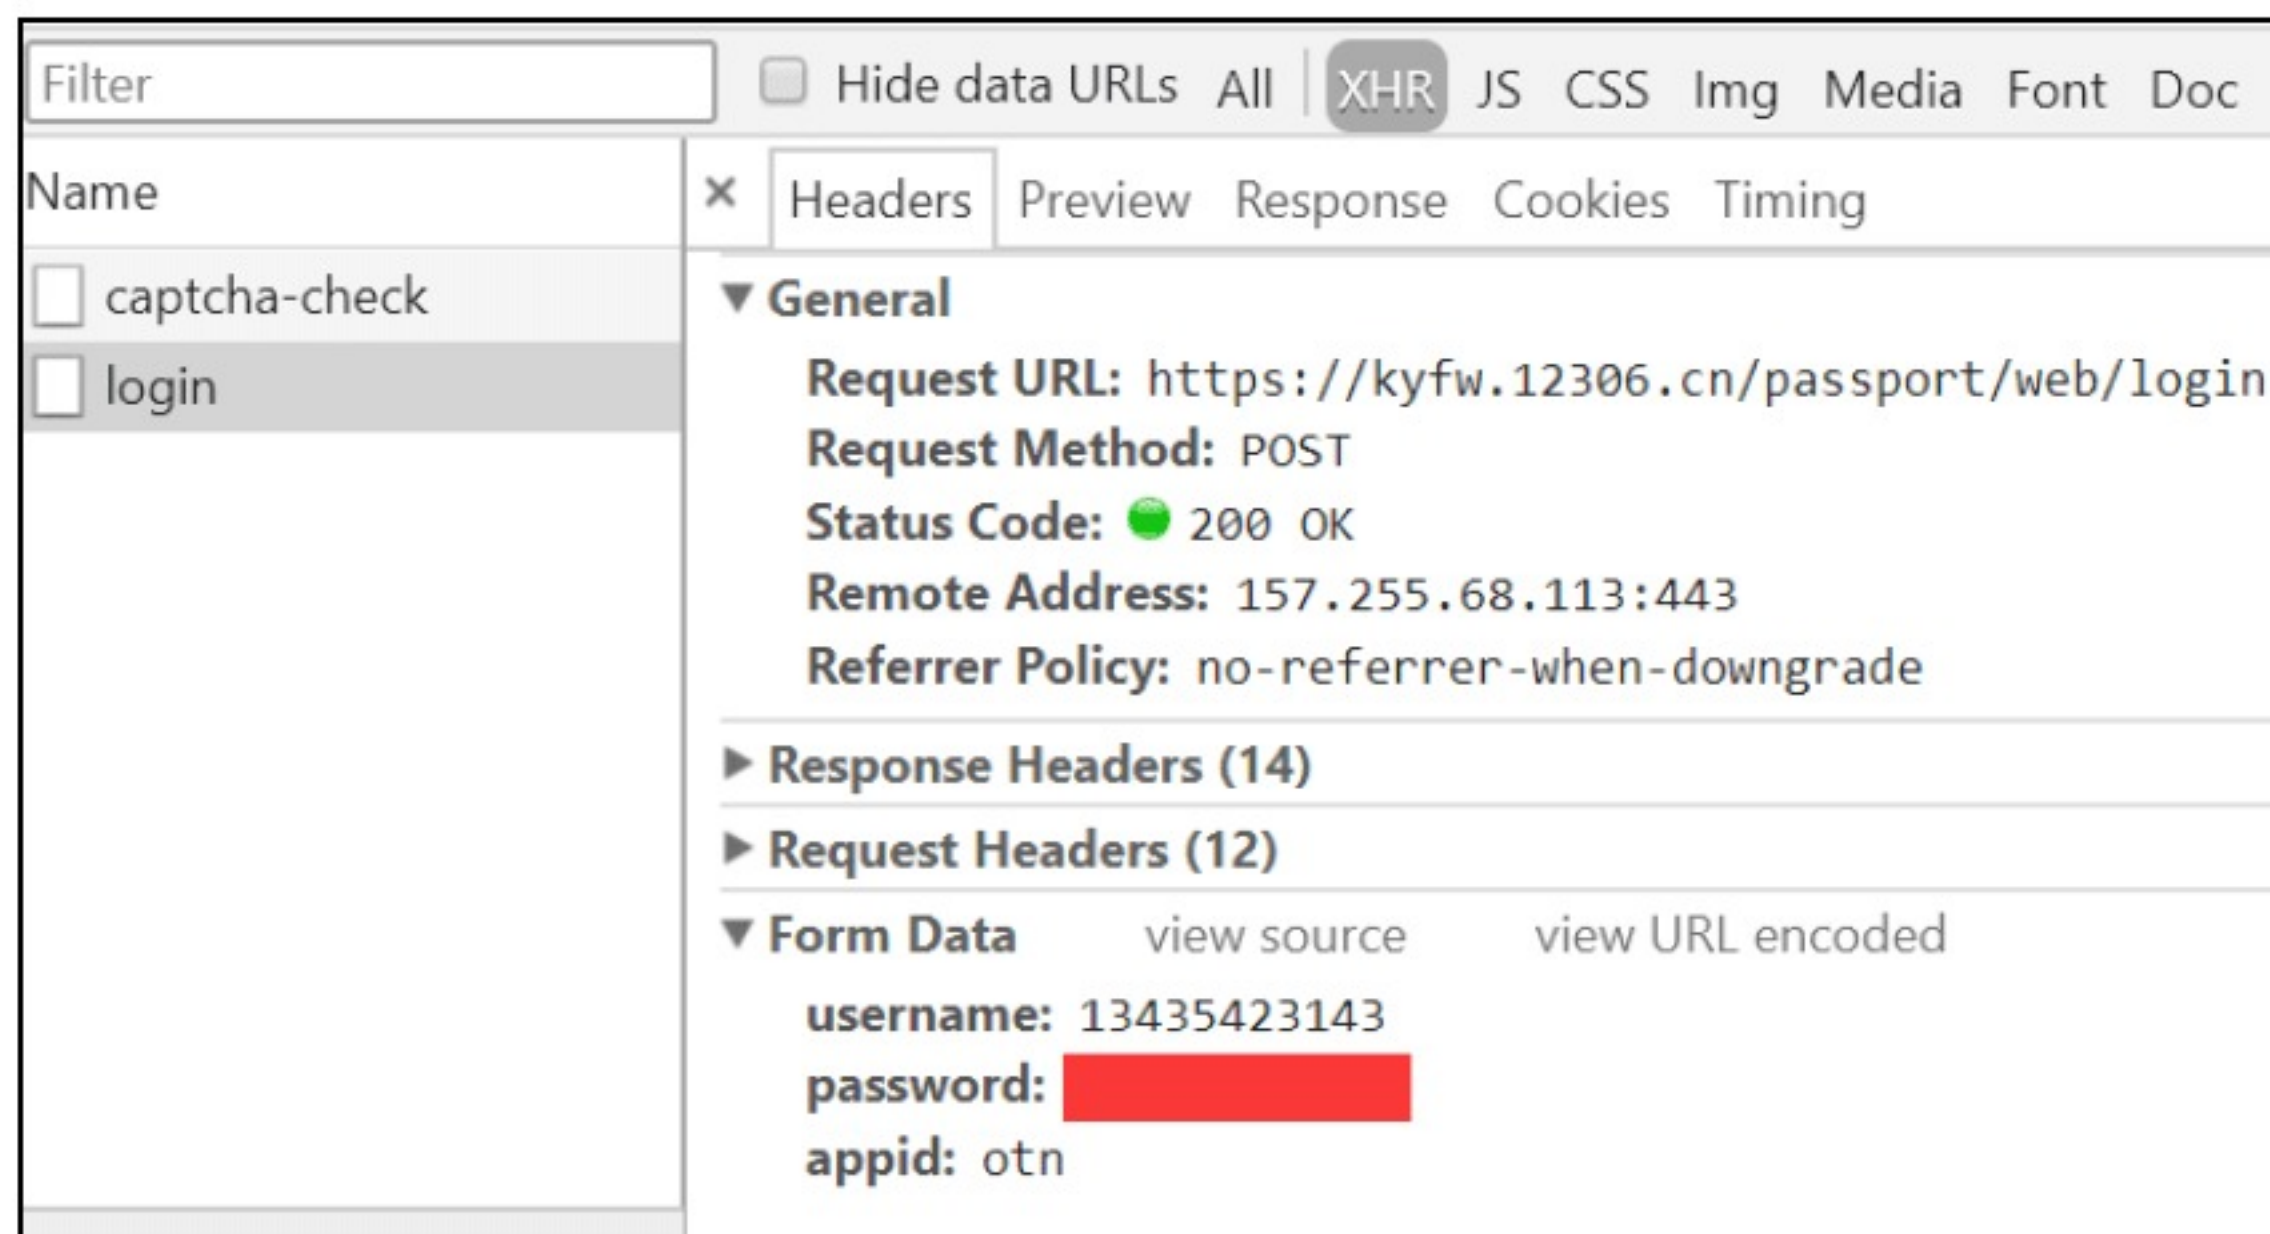 Filter Hide data URLs All XHR JS CSS Img Media Font Doc
Name
captcha-check
login
Headers Preview Response Cookies Timing
General
Request URL: https://kyfw.12306.cn/passport/web/login
Request Method: POST
Status Code: 200 OK
Remote Address: 157.255.68.113:443
Referrer Policy: no-referrer-when-downgrade
Response Headers (14)
Request Headers (12)
Form Data view source view URL encoded
username: 13435423143
password:
appid: otn